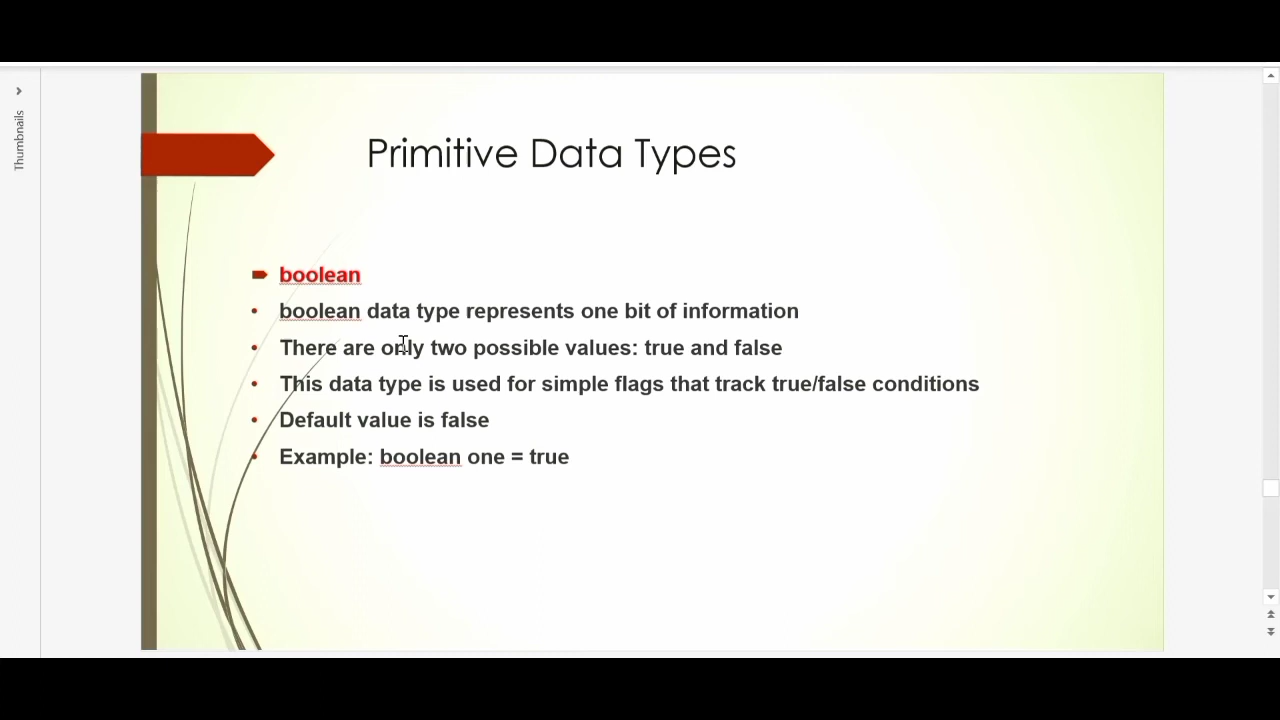 Thumbnails
Primitive Data Types
boolean
boolean data type represents one bit of information
There are only two possible values: true and false
This data type is used for simple flags that track true/false conditions
Default value is false
Example: boolean one = true